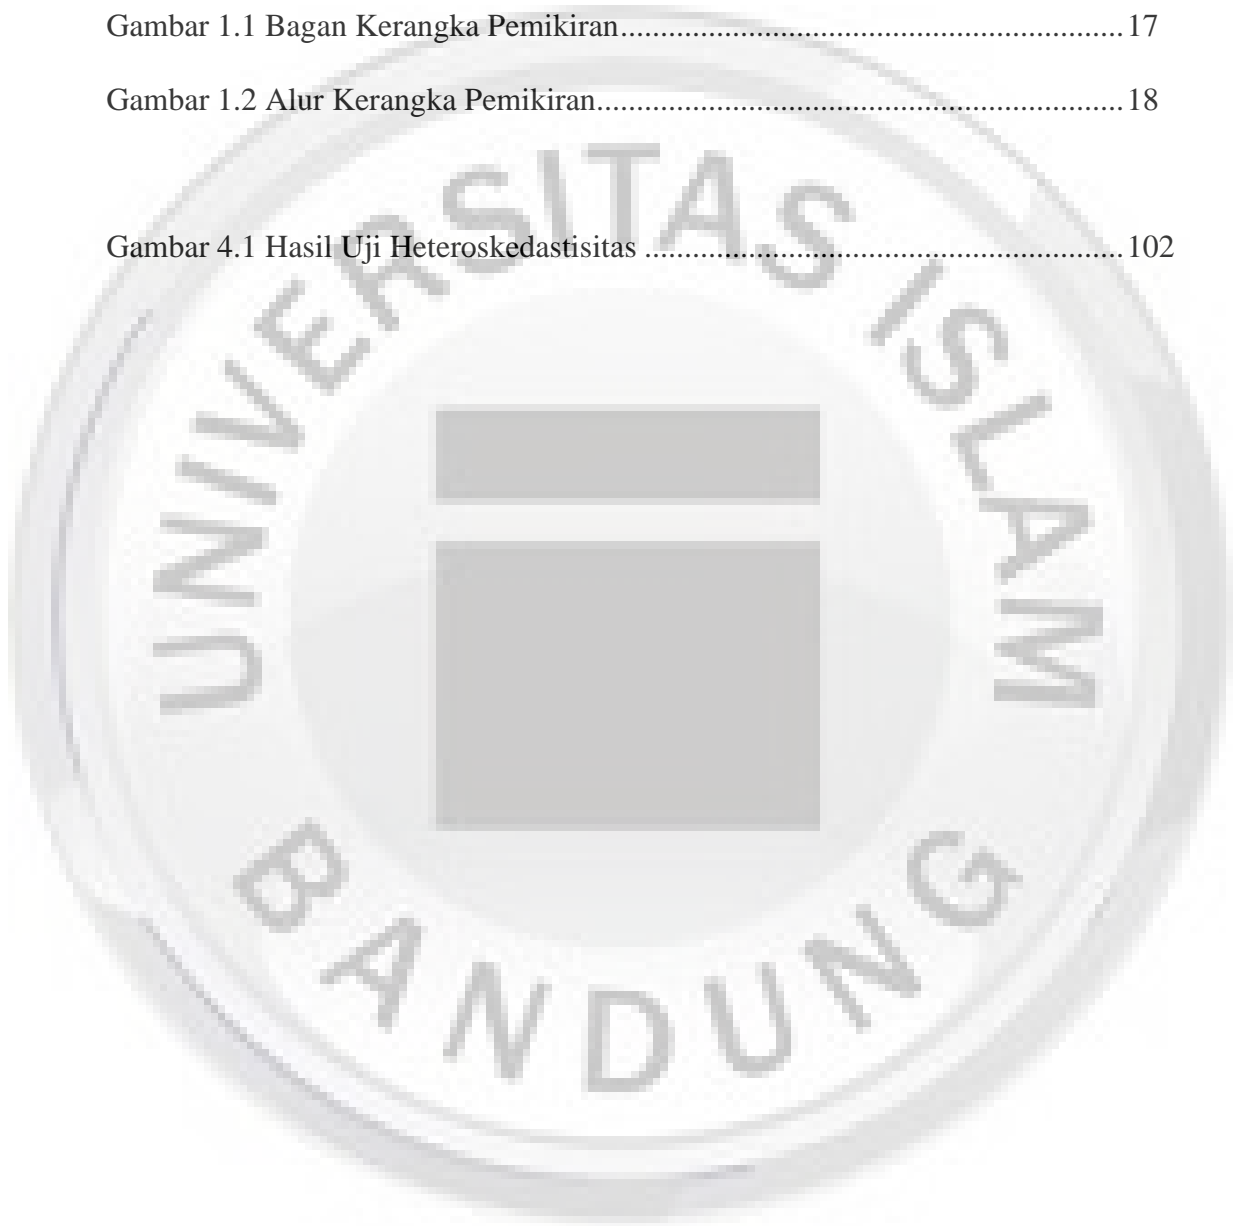 Gambar 1.1 Bagan Kerangka Pemikiran................................................................17
Gambar 1.2 Alur Kerangka Pemikiran...................................................................18
Gambar 4.1 Hasil Uji Heteroskedastisitas .............................................................102
UNIVERSITAS ISLAM
BANDUNG